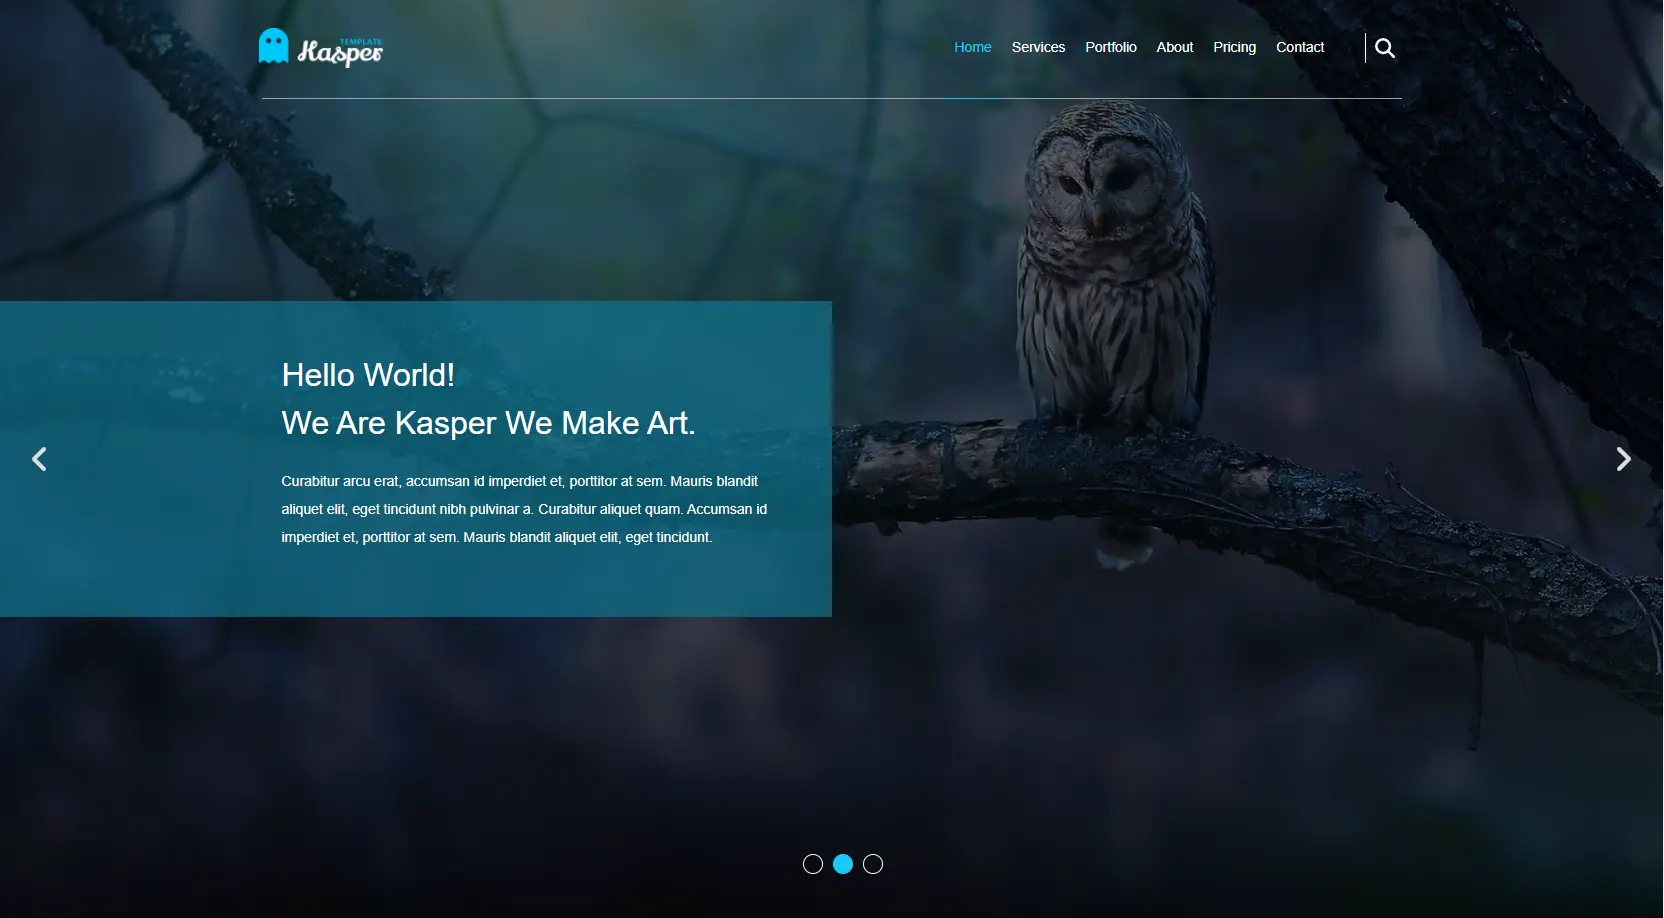 TEMPLATE
Kasper
Home Services Portfolio About Pricing Contact
Hello World!
We Are Kasper We Make Art.
Curabitur arcu erat, accumsan id imperdiet et, porttitor at sem. Mauris blandit
aliquet elit, eget tincidunt nibh pulvinar a. Curabitur aliquet quam. Accumsan id
imperdiet et, porttitor at sem. Mauris blandit aliquet elit, eget tincidunt.